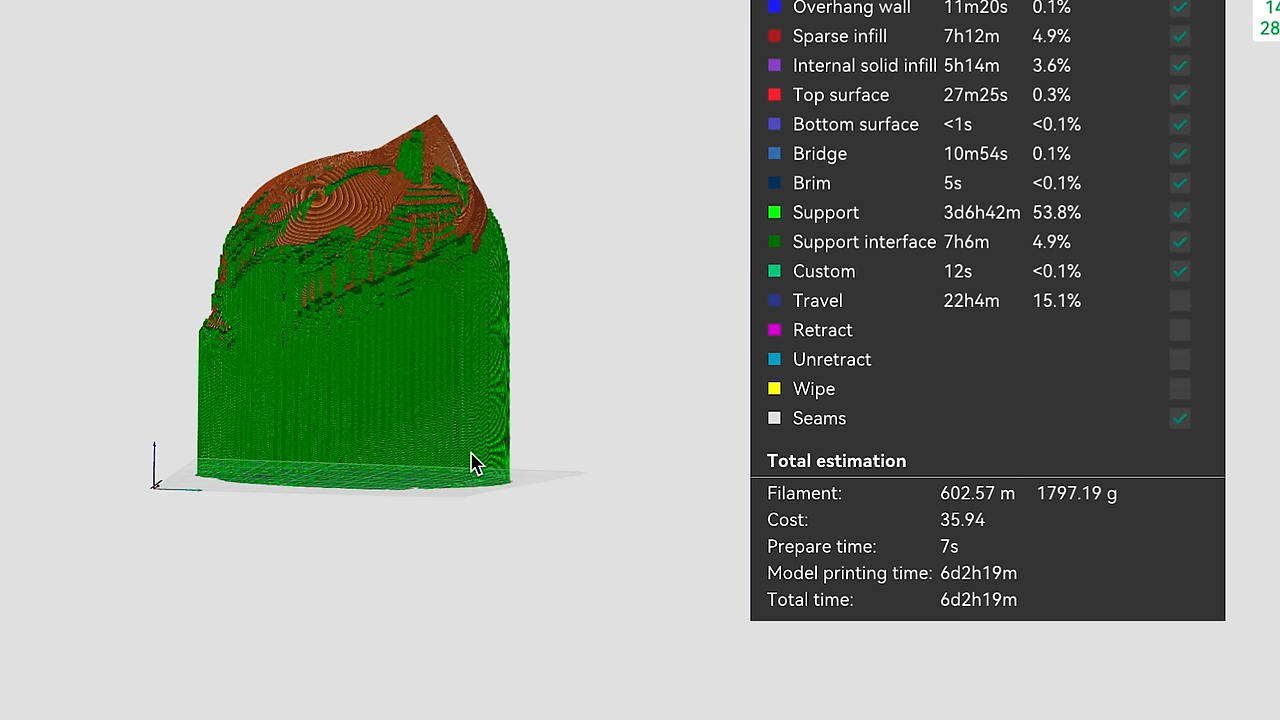 Overhang wall 11m20s 0.1%
Sparse infill 7h12m 4.9%
Internal solid infill 5h14m 3.6%
Top surface 27m25s 0.3%
Bottom surface <1s <0.1%
Bridge 10m54s 0.1%
Brim 5s <0.1%
Support 3d6h42m 53.8%
Support interface 7h6m 4.9%
Custom 12s <0.1%
Travel 22h4m 15.1%
Retract
Unretract
Wipe
Seams
Total estimation
Filament: 602.57 m 1797.19 g
Cost: 35.94
Prepare time: 7s
Model printing time: 6d2h19m
Total time: 6d2h19m
28